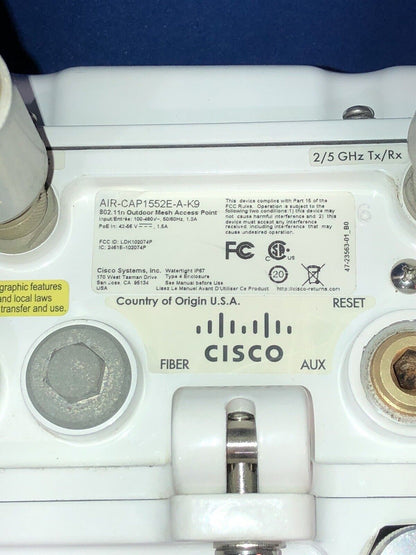 2/5 GHz Tx/Rx
AIR-CAP1552E-A-K9
802.11n Outdoor Mesh Access Point
Input/Entrée: 100-480V~, 50/60Hz, 1.3A
PoE In: 42-56 V, 1.5A
FCC ID: LDK102074P
IC: 2461B-102074P
This device complies with Part 15 of
FCC Rules. Operation is subject to the
following two conditions: 1) this device may
not cause harmful interference and 2) this
device must accept any interference
received including interference that
may cause undesired operation.
FC
20
Cisco Systems, Inc.
170 West Tasman Drive
San Jose, CA 95134
USA
Watertight IP67
Type 4 Enclosure
See Manual before Use
Lisez Le Manuel Avant D'Utiliser Ce Product
http://cisco-returns.com
47-23563-01 B0
6
graphic features
and local laws
transfer and use.
Country of Origin U.S.A.
RESET
CISCO
FIBER
AUX